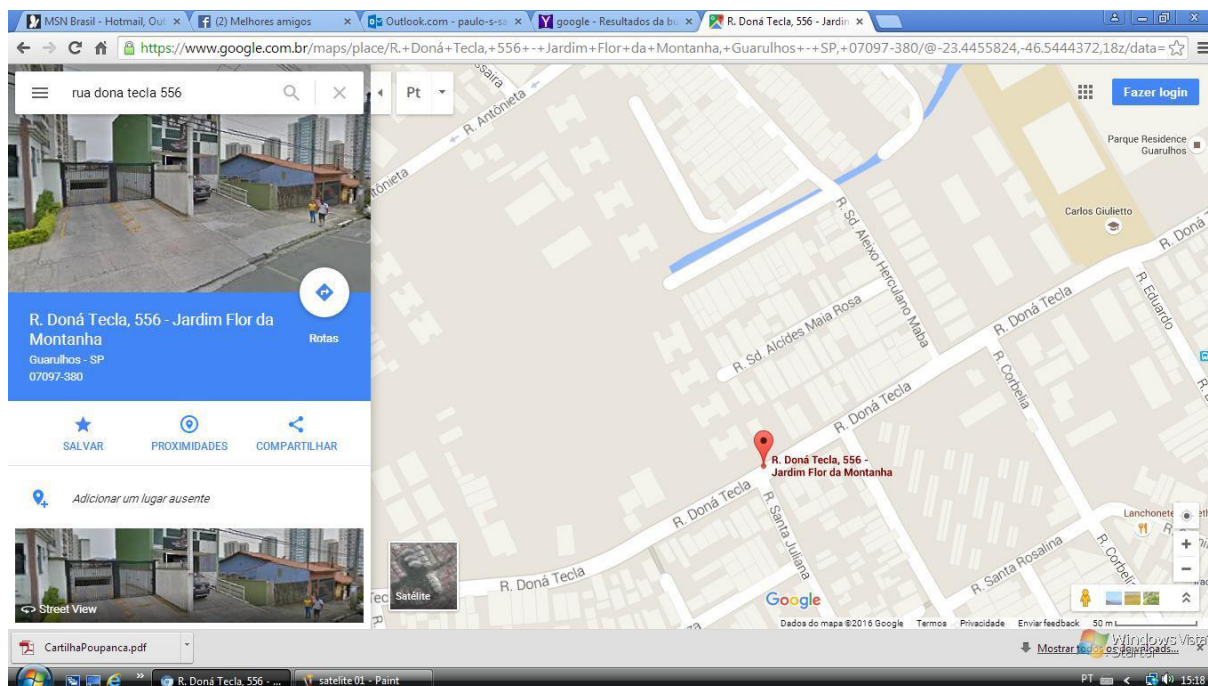 MSN Brasil - Hotmail, Out
(2) Melhores amigos
Outlook.com - paulo-s-sa
google - Resultados da bu
R. Doná Tecla, 556 - Jardin
https://www.google.com.br/maps/place/R.+Doná+Tecla,+556+-+Jardim+Flor+da+Montanha,+Guarulhos+-+SP,+07097-380/@-23.4455824,-46.5444372,18z/data=
rua dona tecla 556
Pt
Fazer login
R. Doná Tecla, 556 - Jardim Flor da
Montanha
Guarulhos - SP
07097-380
Rotas
SALVAR
PROXIMIDADES
COMPARTILHAR
Adicionar um lugar ausente
Street View
R. Antônieta
Parque Residence
Guarulhos
Carlos Giulietto
R. Doná
R. Sd. Aleixo Herculano Maba
R. Eduardo
R. Doná Tecla
R. Sd. Alcides Maia Rosa
R. Corbelia
R. Doná Tecla
R. Doná Tecla, 556 -
Jardim Flor da Montanha
R. Doná Tecla
R. Santa Juliana
Lanchonete
R. Santa Rosalina
R. Corbel
R. Doná Tecla
Satélite
Google
Dados do mapa ©2016 Google
Termos
Privacidade
Enviar feedback
50 m
CartilhaPoupanca.pdf
Mostrar todos os downloads...
Windows Vista
Starter
R. Doná Tecla, 556 - ...
satelite 01 - Paint
PT
15:18